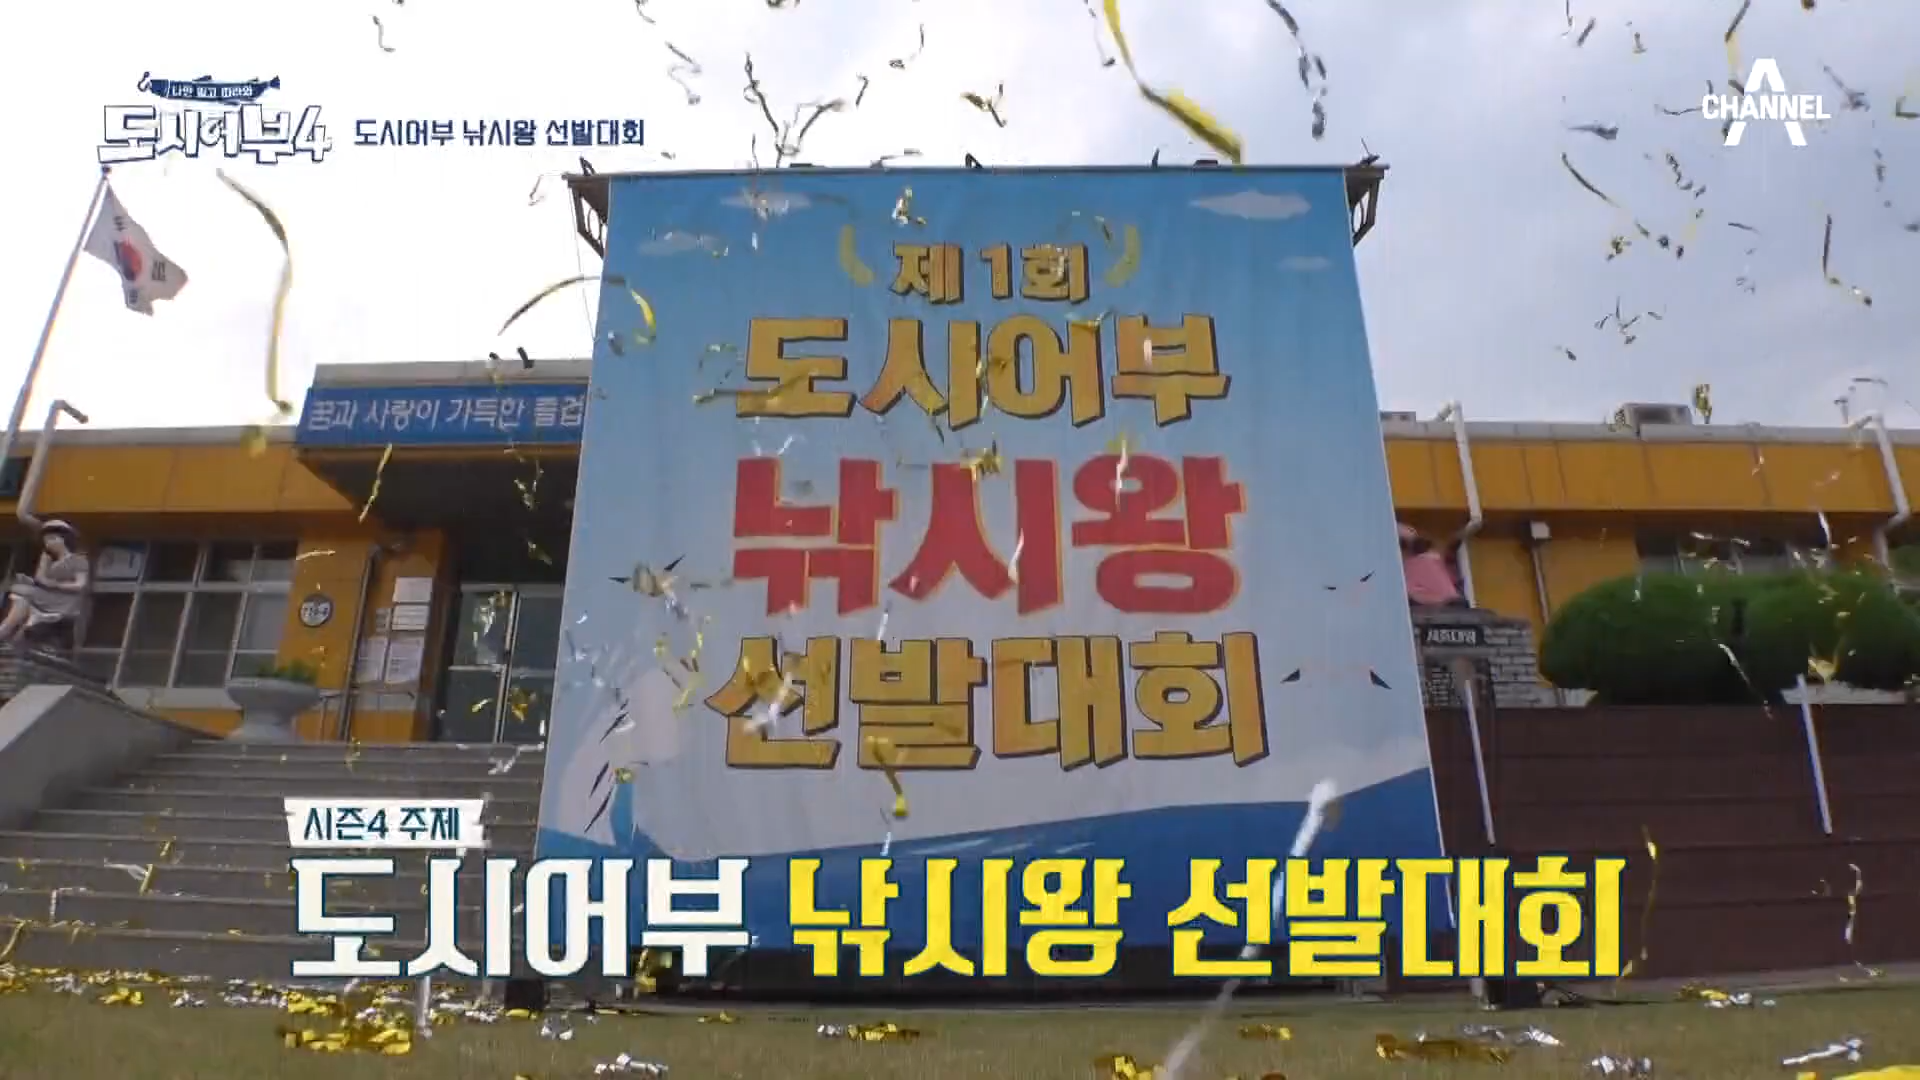 나만 믿고 따라와
도시어부4
도시어부 낚시왕 선발대회
CHANNEL A
제1회
도시어부
낚시왕
선발대회
꿈과 사랑이 가득한 즐겁
시즌4 주제
도시어부 낚시왕 선발대회